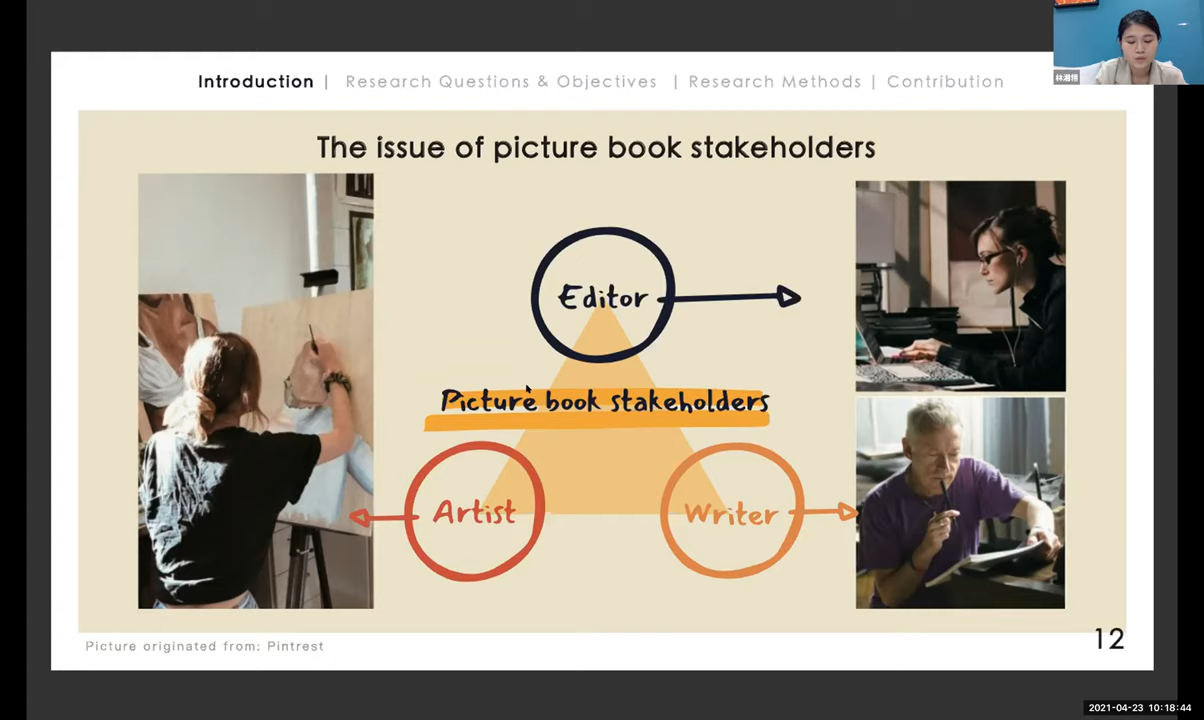 Introduction | Research Questions & Objectives | Research Methods | Contribution
林湘悟
The issue of picture book stakeholders
Editor
Picture book stakeholders
Artist
Writer
Picture originated from: Pintrest
12
2021-04-23 10:18:44